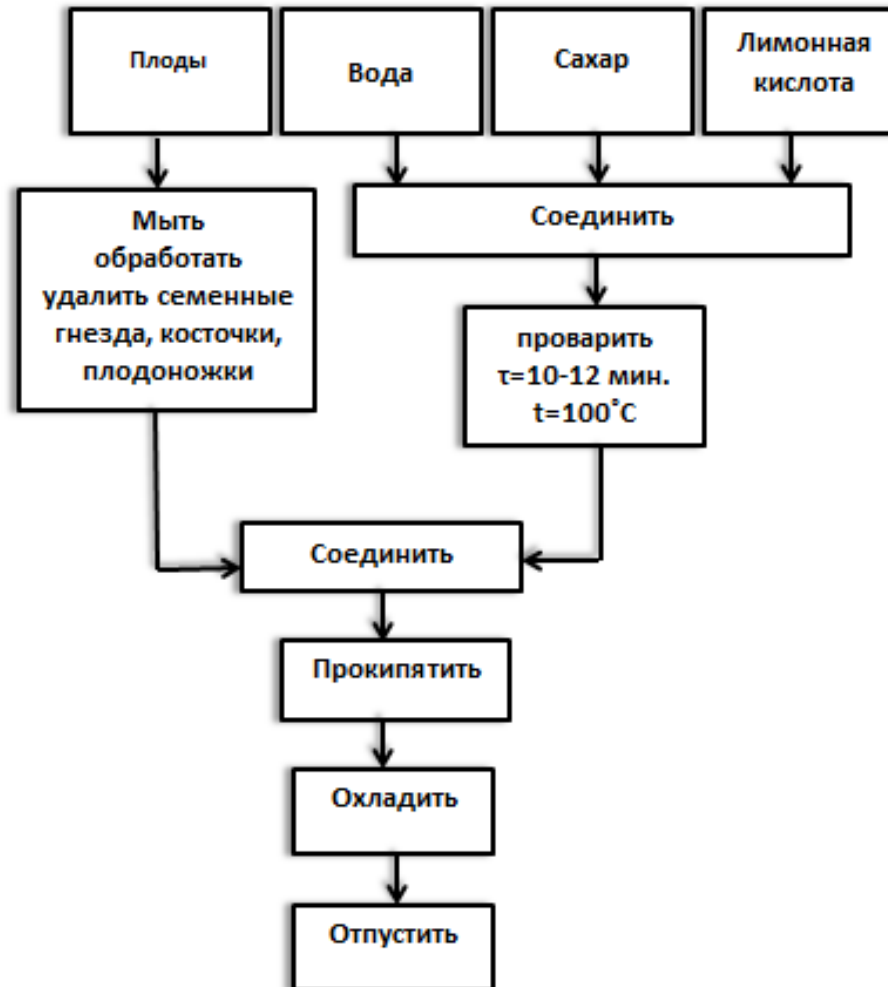 Плоды
Вода
Сахар
Лимонная
кислота
Мыть
обработать
удалить семенные
гнезда, косточки,
плодоножки
Соединить
проварить
τ=10-12 мин.
t=100˚С
Соединить
Прокипятить
Охладить
Отпустить